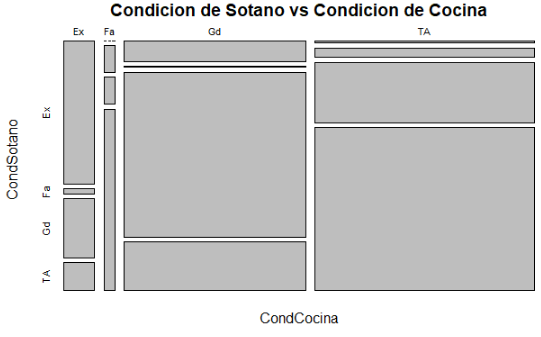 Condicion de Sotano vs Condicion de Cocina
Ex Fa Gd TA
CondSotano
Ex
Fa
Gd
TA
CondCocina